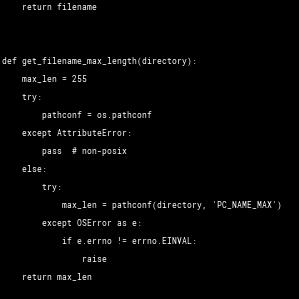 return filename
def get_filename_max_length(directory):
    max_len = 255
    try:
        pathconf = os.pathconf
    except AttributeError:
        pass  # non-posix
    else:
        try:
            max_len = pathconf(directory, 'PC_NAME_MAX')
        except OSError as e:
            if e.errno != errno.EINVAL:
                raise
    return max_len